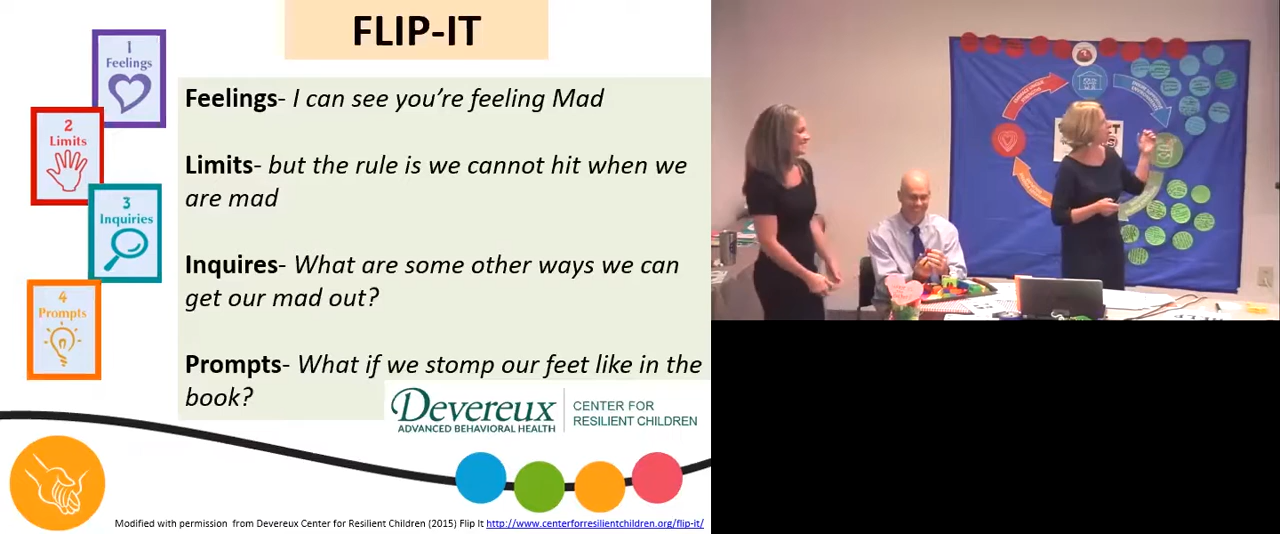 FLIP-IT
1
Feelings
2
Limits
3
Inquiries
4
Prompts
Feelings- I can see you're feeling Mad
Limits- but the rule is we cannot hit when we
are mad
Inquires- What are some other ways we can
get our mad out?
Prompts- What if we stomp our feet like in the
book?
Devereux
ADVANCED BEHAVIORAL HEALTH
CENTER FOR
RESILIENT CHILDREN
Modified with permission from Devereux Center for Resilient Children (2015) Flip It http://www.centerforresilientchildren.org/flip-it/